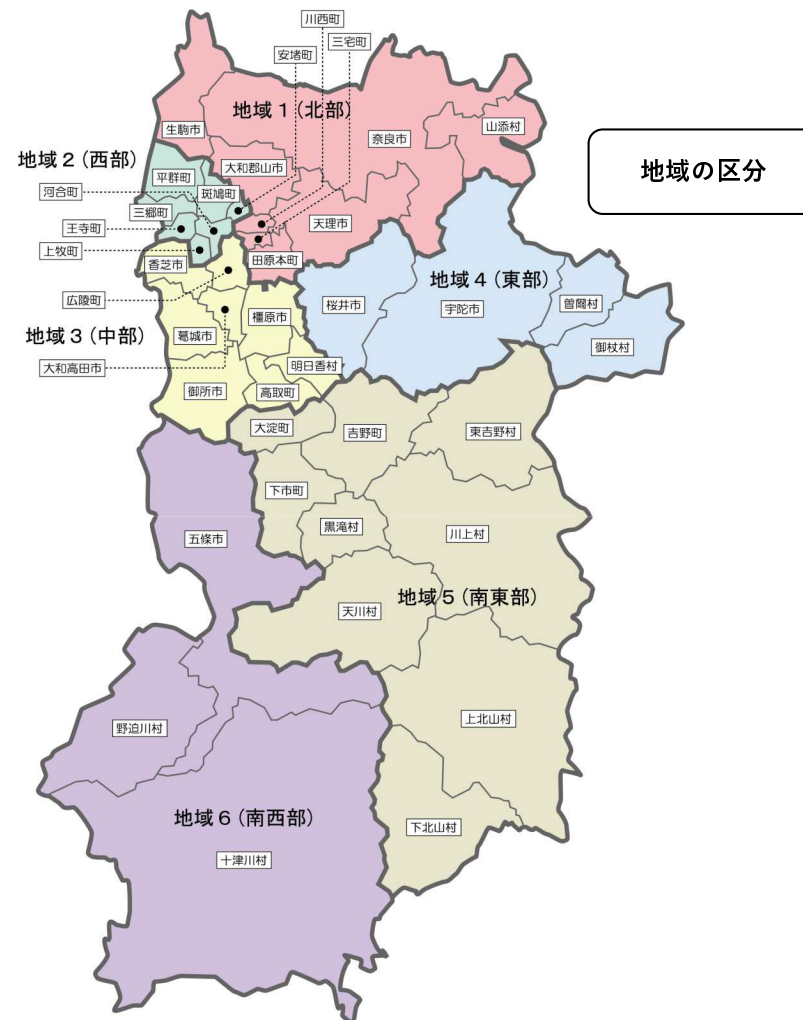 川西町
三宅町
安堵町
地域1(北部)
生駒市
奈良市
山添村
地域の区分
地域2(西部)
大和郡山市
平群町
斑鳩町
河合町
三郷町
天理市
王寺町
上牧町
田原本町
香芝市
地域4(東部)
広陵町
桜井市
宇陀市
曽爾村
橿原市
地域3(中部)
葛城市
御杖村
大和高田市
明日香村
御所市
高取町
大淀町
吉野町
東吉野村
下市町
黒滝村
川上村
五條市
地域5(南東部)
天川村
上北山村
野迫川村
地域6(南西部)
下北山村
十津川村